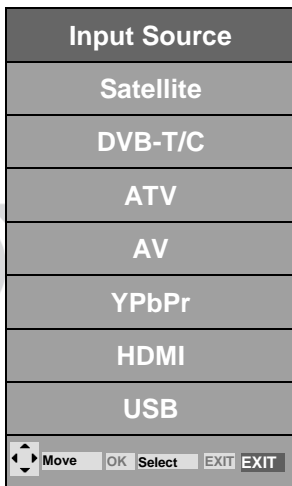 Input Source
Satellite
DVB-T/C
ATV
AV
YPbPr
HDMI
USB
Move OK Select EXIT EXIT